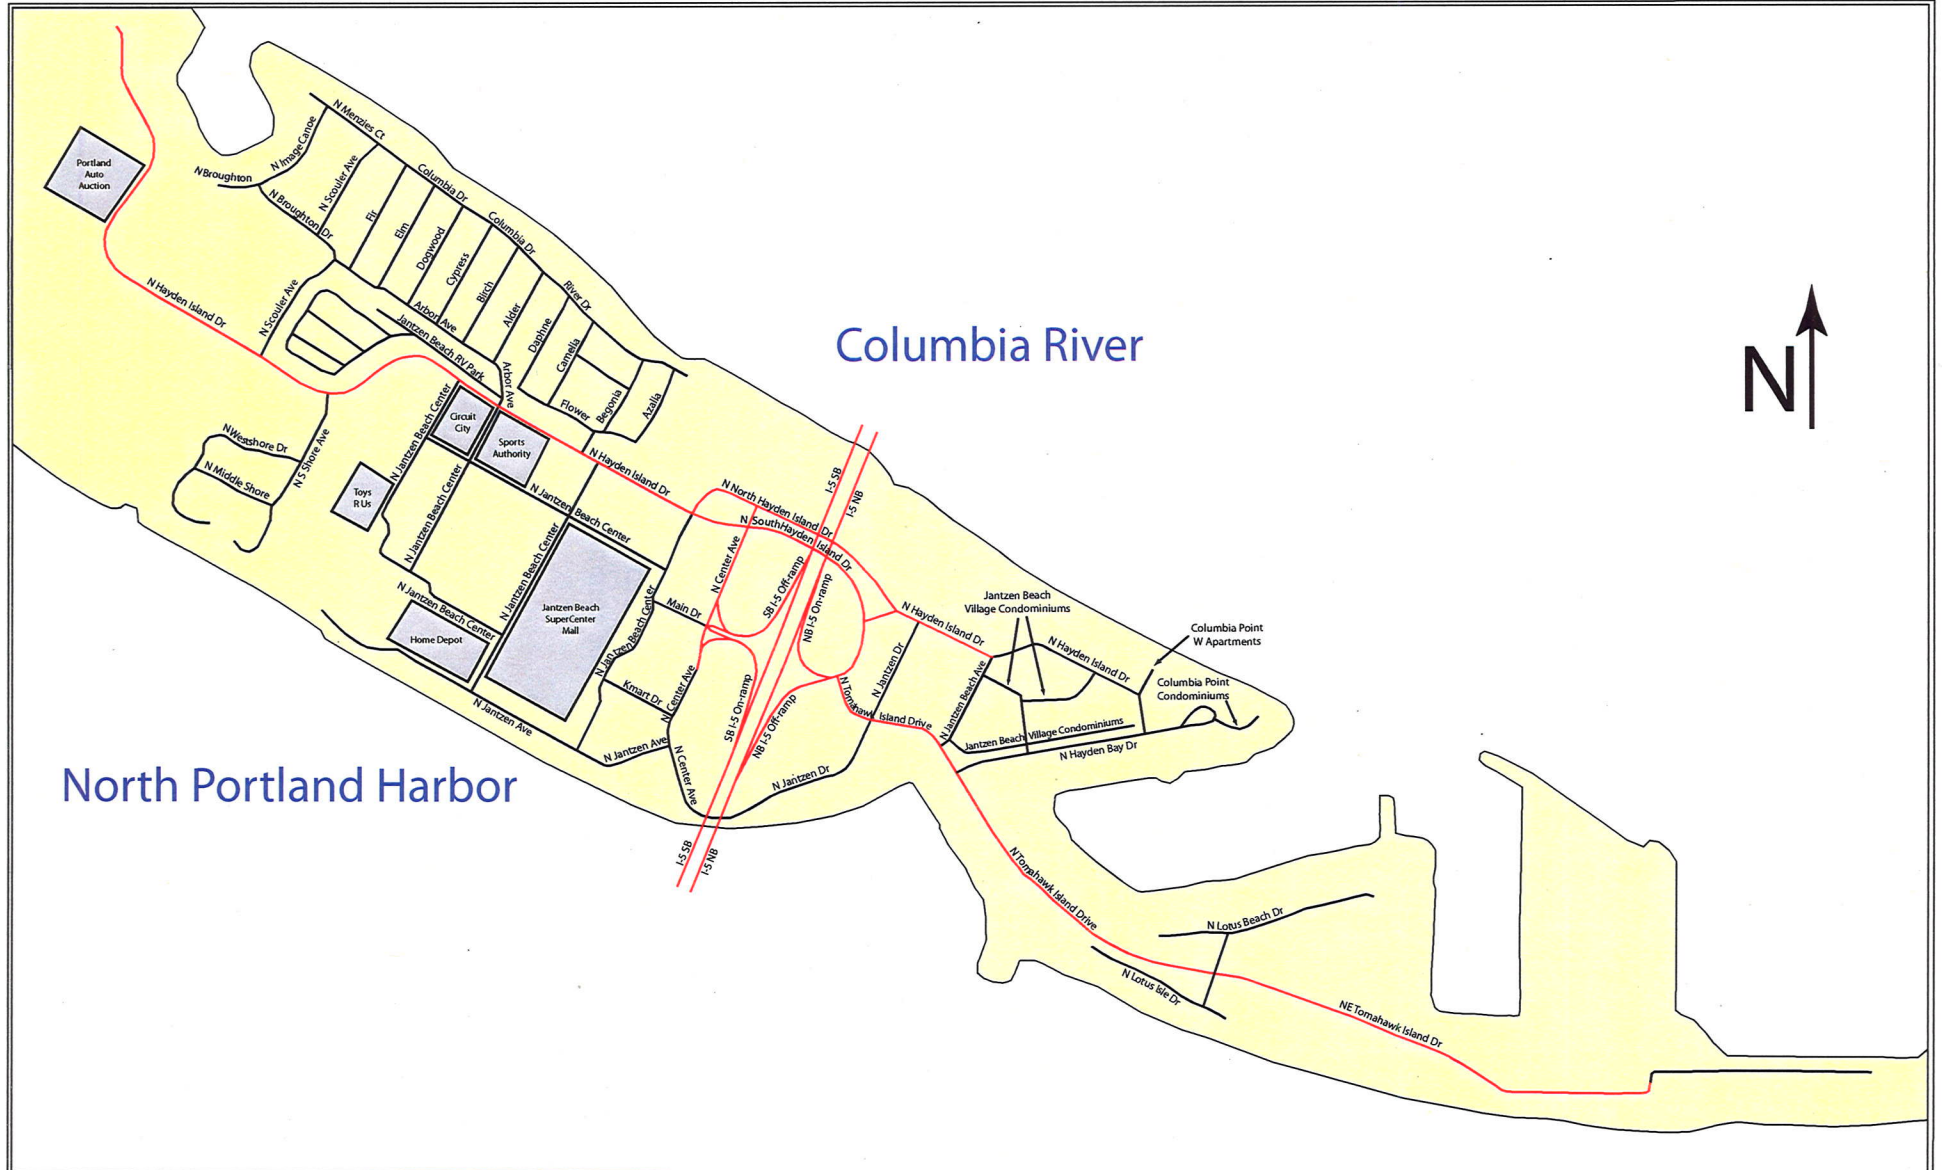 N Menzies Ct
N Image Canoe
N Broughton
N Scouler Ave
N Broughton Dr
Portland
Auto
Auction
Columbia Dr
Columbia Dr
River Dr
Fir
Elm
Dogwood
Cypress
Birch
Alder
Daphne
Camelia
Begonia
Azalia
Flower
Arbor Ave
Arbor Ave
Jantzen Beach RV Park
N Scouler Ave
N Hayden Island Dr
Columbia River
N
N Westshore Dr
N Middle Shore
N S Shore Ave
Circuit
City
Sports
Authority
Toys
R Us
N Jantzen Beach Center
N Jantzen Beach Center
N Jantzen Beach Center
N Jantzen Beach Center
N Jantzen Beach Center
N Jantzen Beach Center
N Hayden Island Dr
Home Depot
Jantzen Beach
SuperCenter
Mall
Main Dr
Kmart Dr
N Jantzen Ave
N Jantzen Ave
N Center Ave
N Center Ave
N Center Ave
N North Hayden Island Dr
N South Hayden Island Dr
I-5 SB
I-5 NB
SB I-5 Off-ramp
NB I-5 On-ramp
SB I-5 On-ramp
NB I-5 Off-ramp
I-5 SB
I-5 NB
N Jantzen Dr
N Jantzen Dr
N Tomahawk Island Drive
N Hayden Island Dr
N Jantzen Beach Ave
Jantzen Beach
Village Condominiums
N Hayden Island Dr
Columbia Point
W Apartments
Columbia Point
Condominiums
Jantzen Beach Village Condominiums
N Hayden Bay Dr
North Portland Harbor
N Tomahawk Island Drive
N Lotus Beach Dr
N Lotus Isle Dr
NE Tomahawk Island Dr